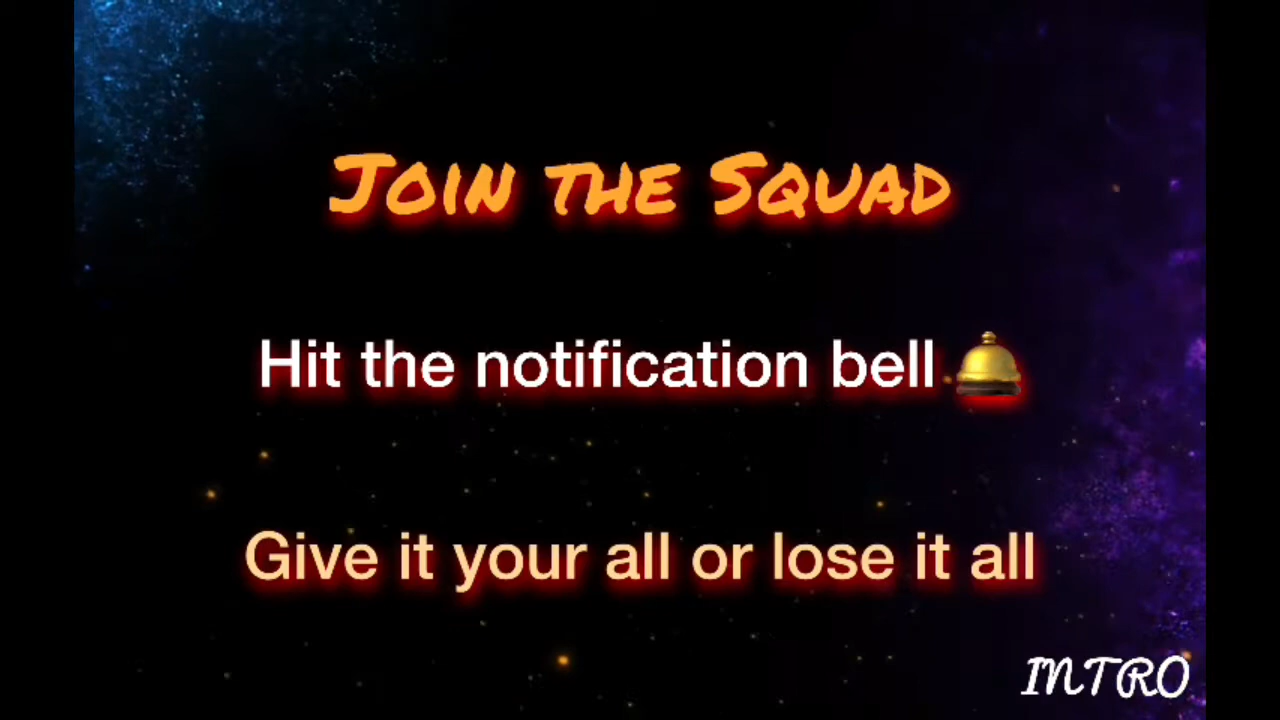 Join the Squad
Hit the notification bell 🛎️
Give it your all or lose it all
INTRO